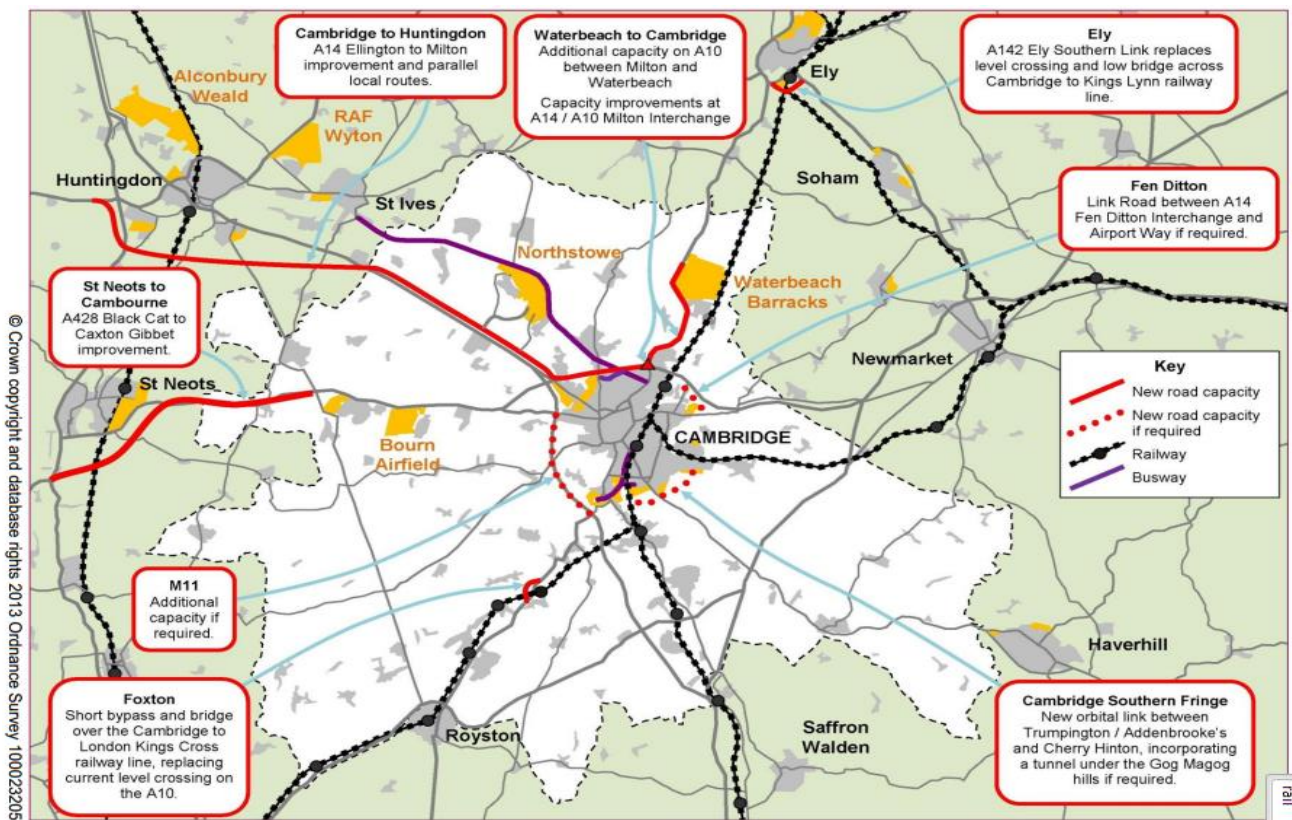 Cambridge to Huntingdon
A14 Ellington to Milton
improvement and parallel
local routes.
Waterbeach to Cambridge
Additional capacity on A10
between Milton and
Waterbeach
Capacity improvements at
A14 / A10 Milton Interchange
Ely
A142 Ely Southern Link replaces
level crossing and low bridge across
Cambridge to Kings Lynn railway
line.
Alconbury
Weald
RAF
Wyton
Ely
Huntingdon
St Ives
Soham
Fen Ditton
Link Road between A14
Fen Ditton Interchange and
Airport Way if required.
Northstowe
Waterbeach
Barracks
St Neots to
Cambourne
A428 Black Cat to
Caxton Gibbet
improvement.
St Neots
Newmarket
Key
New road capacity
New road capacity
if required
Railway
Busway
Bourn
Airfield
CAMBRIDGE
M11
Additional
capacity if
required.
Haverhill
Foxton
Short bypass and bridge
over the Cambridge to
London Kings Cross
railway line, replacing
current level crossing on
the A10.
Royston
Saffron
Walden
Cambridge Southern Fringe
New orbital link between
Trumpington / Addenbrooke's
and Cherry Hinton, incorporating
a tunnel under the Gog Magog
hills if required.
© Crown copyright and database rights 2013 Ordnance Survey 100023205
rail